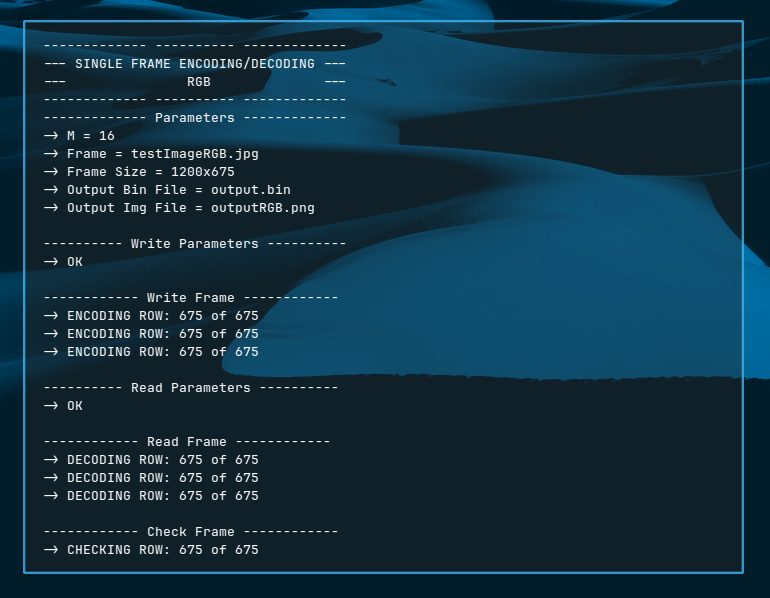 ------------- ---------- -------------
--- SINGLE FRAME ENCODING/DECODING ---
---               RGB              ---
------------- ---------- -------------
------------- Parameters -------------
-> M = 16
-> Frame = testImageRGB.jpg
-> Frame Size = 1200x675
-> Output Bin File = output.bin
-> Output Img File = outputRGB.png

---------- Write Parameters ----------
-> OK

------------ Write Frame ------------
-> ENCODING ROW: 675 of 675
-> ENCODING ROW: 675 of 675
-> ENCODING ROW: 675 of 675

---------- Read Parameters ----------
-> OK

------------ Read Frame ------------
-> DECODING ROW: 675 of 675
-> DECODING ROW: 675 of 675
-> DECODING ROW: 675 of 675

------------ Check Frame ------------
-> CHECKING ROW: 675 of 675